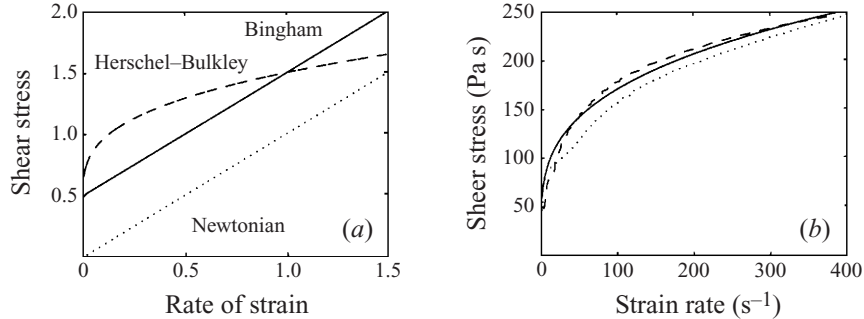 2.0
1.5
1.0
0.5
0
0.5
1.0
1.5
Shear stress
Rate of strain
Bingham
Herschel–Bulkley
Newtonian
(a)
250
200
150
100
50
0
100
200
300
400
Sheer stress (Pa s)
Strain rate (s–1)
(b)